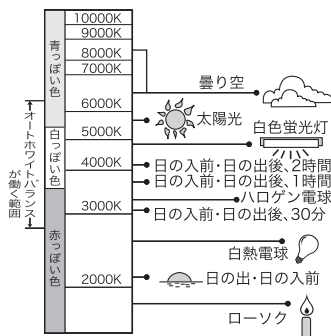 10000K
9000K
8000K
7000K
6000K
5000K
4000K
3000K
2000K
青っぽい色
白っぽい色
赤っぽい色
オートホワイトバランス
が働く範囲
曇り空
太陽光
白色蛍光灯
日の入前・日の出後、2時間
日の入前・日の出後、1時間
ハロゲン電球
日の入前・日の出後、30分
白熱電球
日の出・日の入前
ローソク